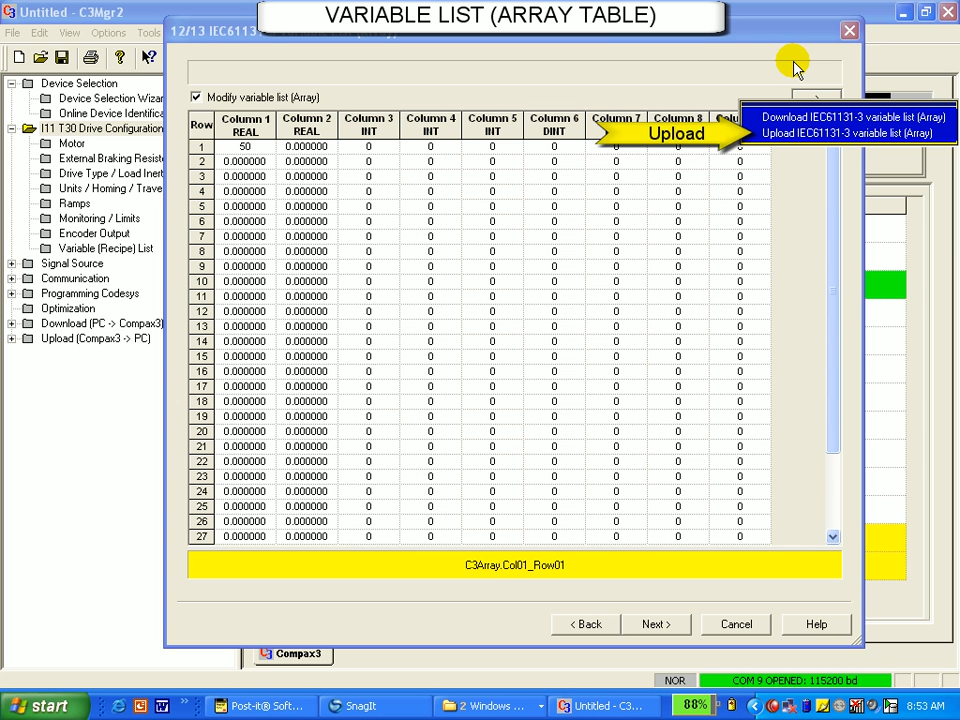 Untitled - C3Mgr2
VARIABLE LIST (ARRAY TABLE)
12/13 IEC6113
File Edit View Options Tools
Device Selection
Device Selection Wizar
Online Device Identifica
I11 T30 Drive Configuration
Motor
External Braking Resist
Drive Type / Load Inert
Units / Homing / Trave
Ramps
Monitoring / Limits
Encoder Output
Variable (Recipe) List
Signal Source
Communication
Programming Codesys
Optimization
Download (PC -> Compax3)
Upload (Compax3 -> PC)
Modify variable list (Array)
Download IEC61131-3 variable list (Array)
Upload IEC61131-3 variable list (Array)
Upload
Row Column 1 Column 2 Column 3 Column 4 Column 5 Column 6 Column 7 Column 8 Colu
REAL REAL INT INT INT DINT
1 50 0.000000 0 0 0 0 0 0 0
2 0.000000 0.000000 0 0 0 0 0 0 0
3 0.000000 0.000000 0 0 0 0 0 0 0
4 0.000000 0.000000 0 0 0 0 0 0 0
5 0.000000 0.000000 0 0 0 0 0 0 0
6 0.000000 0.000000 0 0 0 0 0 0 0
7 0.000000 0.000000 0 0 0 0 0 0 0
8 0.000000 0.000000 0 0 0 0 0 0 0
9 0.000000 0.000000 0 0 0 0 0 0 0
10 0.000000 0.000000 0 0 0 0 0 0 0
11 0.000000 0.000000 0 0 0 0 0 0 0
12 0.000000 0.000000 0 0 0 0 0 0 0
13 0.000000 0.000000 0 0 0 0 0 0 0
14 0.000000 0.000000 0 0 0 0 0 0 0
15 0.000000 0.000000 0 0 0 0 0 0 0
16 0.000000 0.000000 0 0 0 0 0 0 0
17 0.000000 0.000000 0 0 0 0 0 0 0
18 0.000000 0.000000 0 0 0 0 0 0 0
19 0.000000 0.000000 0 0 0 0 0 0 0
20 0.000000 0.000000 0 0 0 0 0 0 0
21 0.000000 0.000000 0 0 0 0 0 0 0
22 0.000000 0.000000 0 0 0 0 0 0 0
23 0.000000 0.000000 0 0 0 0 0 0 0
24 0.000000 0.000000 0 0 0 0 0 0 0
25 0.000000 0.000000 0 0 0 0 0 0 0
26 0.000000 0.000000 0 0 0 0 0 0 0
27 0.000000 0.000000 0 0 0 0 0 0 0
C3Array.Col01_Row01
< Back Next > Cancel Help
C3 Compax3
NOR COM 9 OPENED: 115200 bd
start Post-it® Soft... SnagIt 2 Windows ... Untitled - C3... 88% 8:53 AM